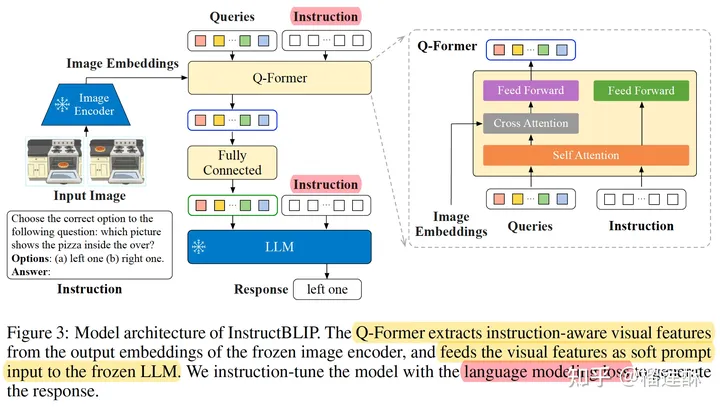 Queries
Instruction
Q-Former
Image Embeddings
Q-Former
Image
Encoder
Feed Forward
Feed Forward
Cross Attention
Self Attention
Input Image
Fully
Connected
Instruction
Image
Embeddings
Queries
Instruction
Choose the correct option to the
following question: which picture
shows the pizza inside the over?
Options: (a) left one (b) right one.
Answer:
LLM
Instruction
Response
left one
Figure 3: Model architecture of InstructBLIP. The Q-Former extracts instruction-aware visual features
from the output embeddings of the frozen image encoder, and feeds the visual features as soft prompt
input to the frozen LLM. We instruction-tune the model with the language modeling loss to generate
the response.
知乎 @榴莲酥